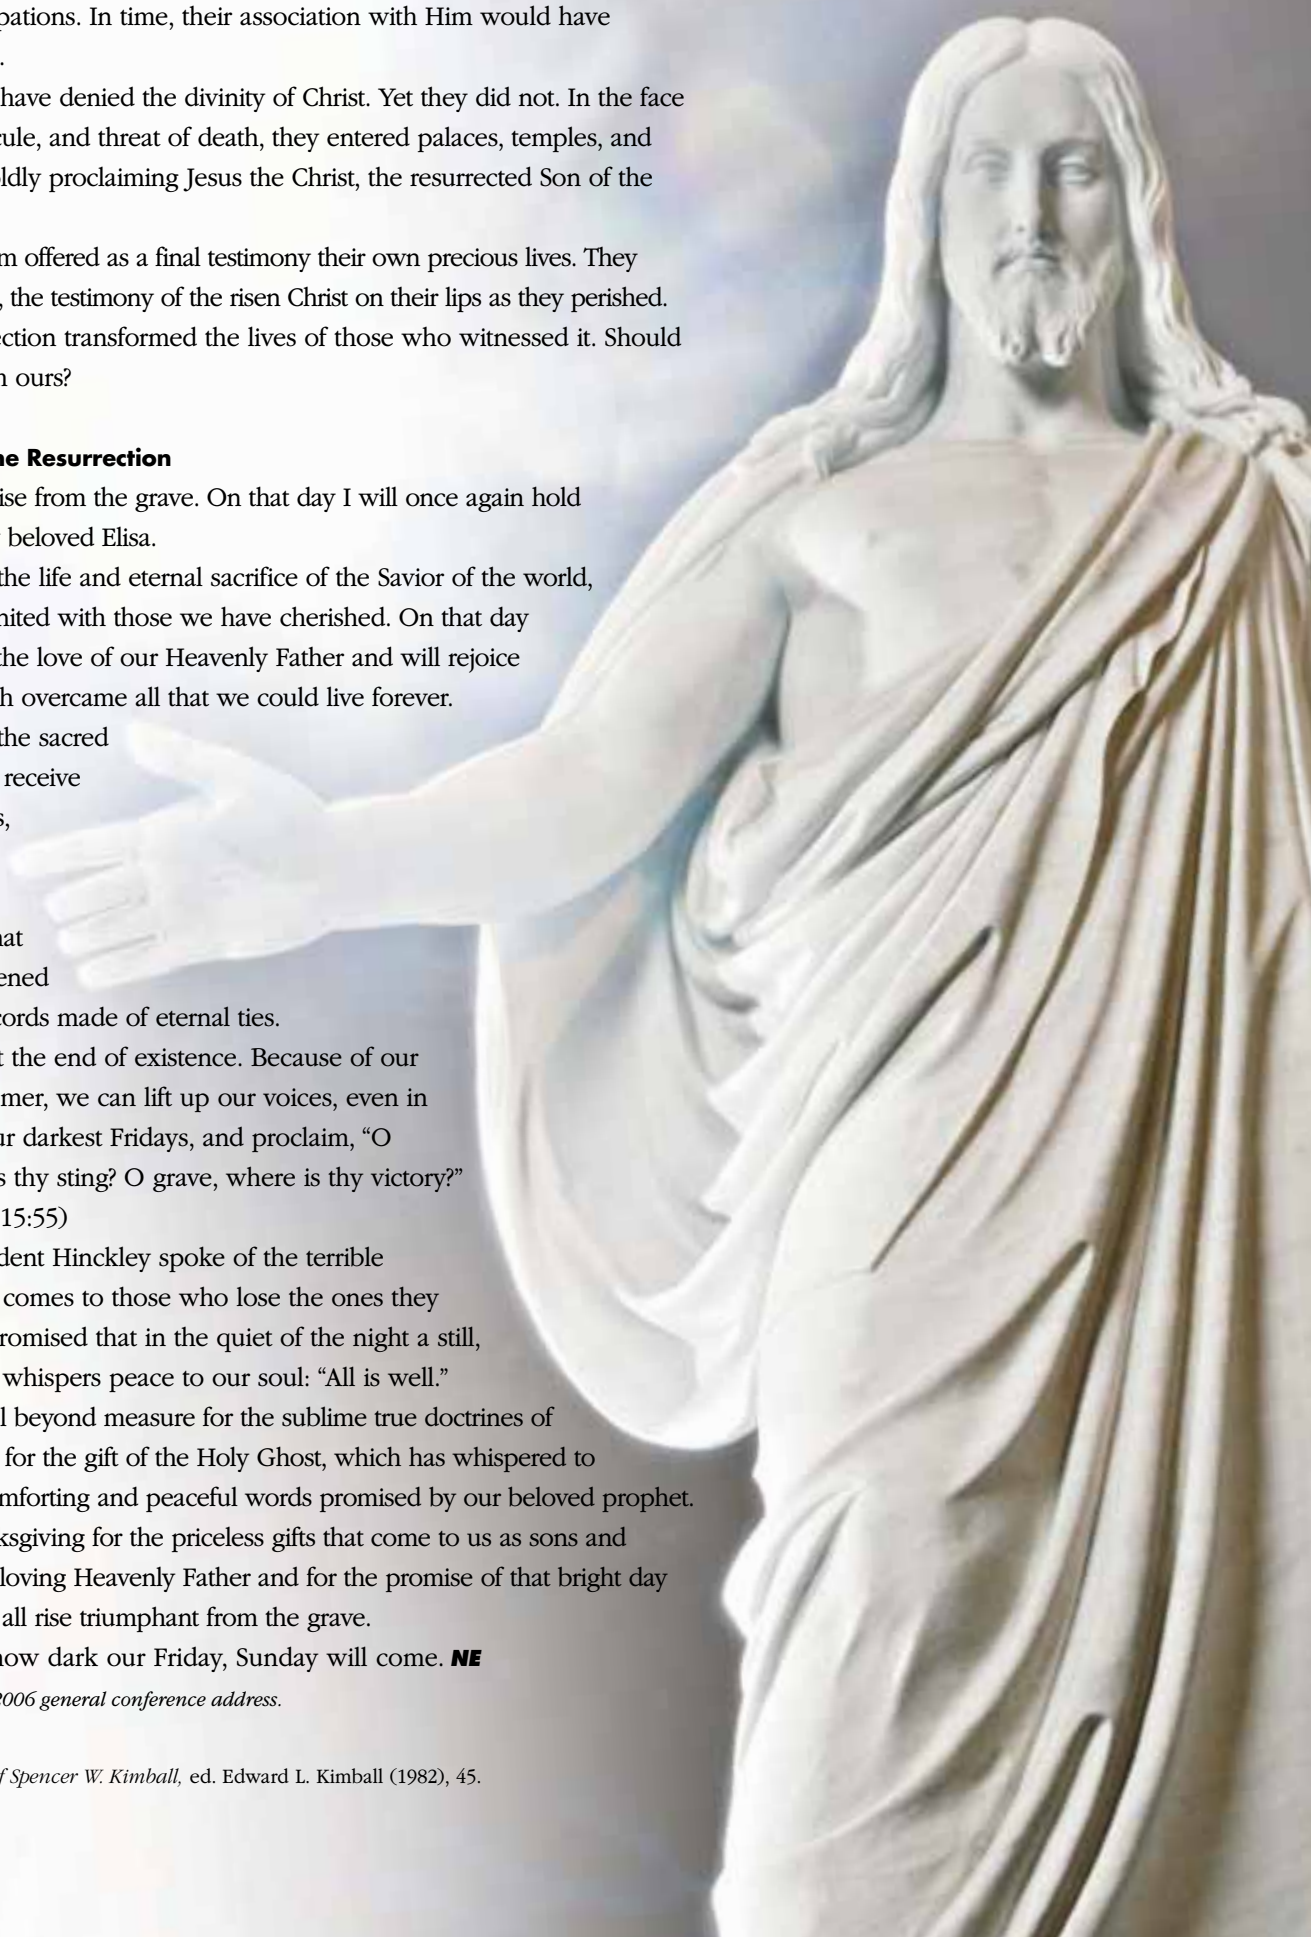 pations. In time, their association with Him would have
.
have denied the divinity of Christ. Yet they did not. In the face
cule, and threat of death, they entered palaces, temples, and
ldly proclaiming Jesus the Christ, the resurrected Son of the
m offered as a final testimony their own precious lives. They
, the testimony of the risen Christ on their lips as they perished.
ection transformed the lives of those who witnessed it. Should
n ours?
he Resurrection
ise from the grave. On that day I will once again hold
beloved Elisa.
the life and eternal sacrifice of the Savior of the world,
nited with those we have cherished. On that day
the love of our Heavenly Father and will rejoice
h overcame all that we could live forever.
the sacred
receive
s,
hat
ened
cords made of eternal ties.
t the end of existence. Because of our
mer, we can lift up our voices, even in
ur darkest Fridays, and proclaim, “O
s thy sting? O grave, where is thy victory?”
15:55)
dent Hinckley spoke of the terrible
comes to those who lose the ones they
romised that in the quiet of the night a still,
whispers peace to our soul: “All is well.”
l beyond measure for the sublime true doctrines of
for the gift of the Holy Ghost, which has whispered to
mforting and peaceful words promised by our beloved prophet.
ksgiving for the priceless gifts that come to us as sons and
loving Heavenly Father and for the promise of that bright day
all rise triumphant from the grave.
how dark our Friday, Sunday will come. NE
2006 general conference address.
f Spencer W. Kimball, ed. Edward L. Kimball (1982), 45.